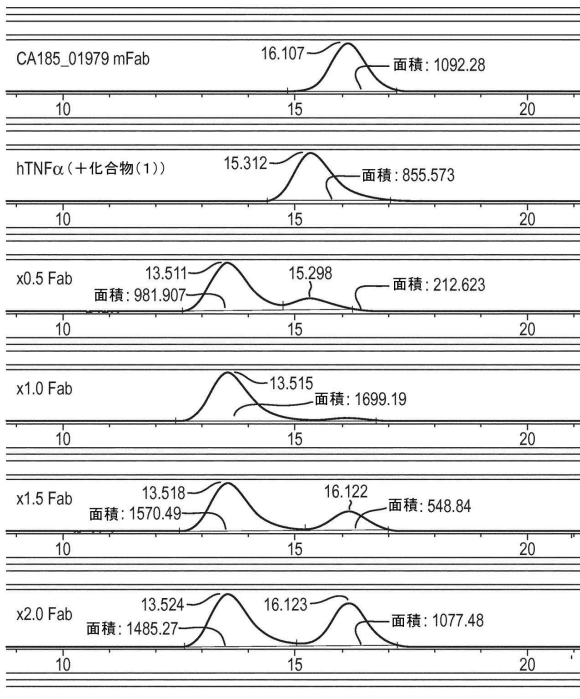 CA185_01979 mFab
16.107
面積: 1092.28
10 15 20
hTNFα(+化合物(1))
15.312
面積: 855.573
10 15 20
x0.5 Fab
13.511
面積: 981.907
15.298
面積: 212.623
10 15 20
x1.0 Fab
13.515
面積: 1699.19
10 15 20
x1.5 Fab
13.518
面積: 1570.49
16.122
面積: 548.84
10 15 20
x2.0 Fab
13.524
面積: 1485.27
16.123
面積: 1077.48
10 15 20